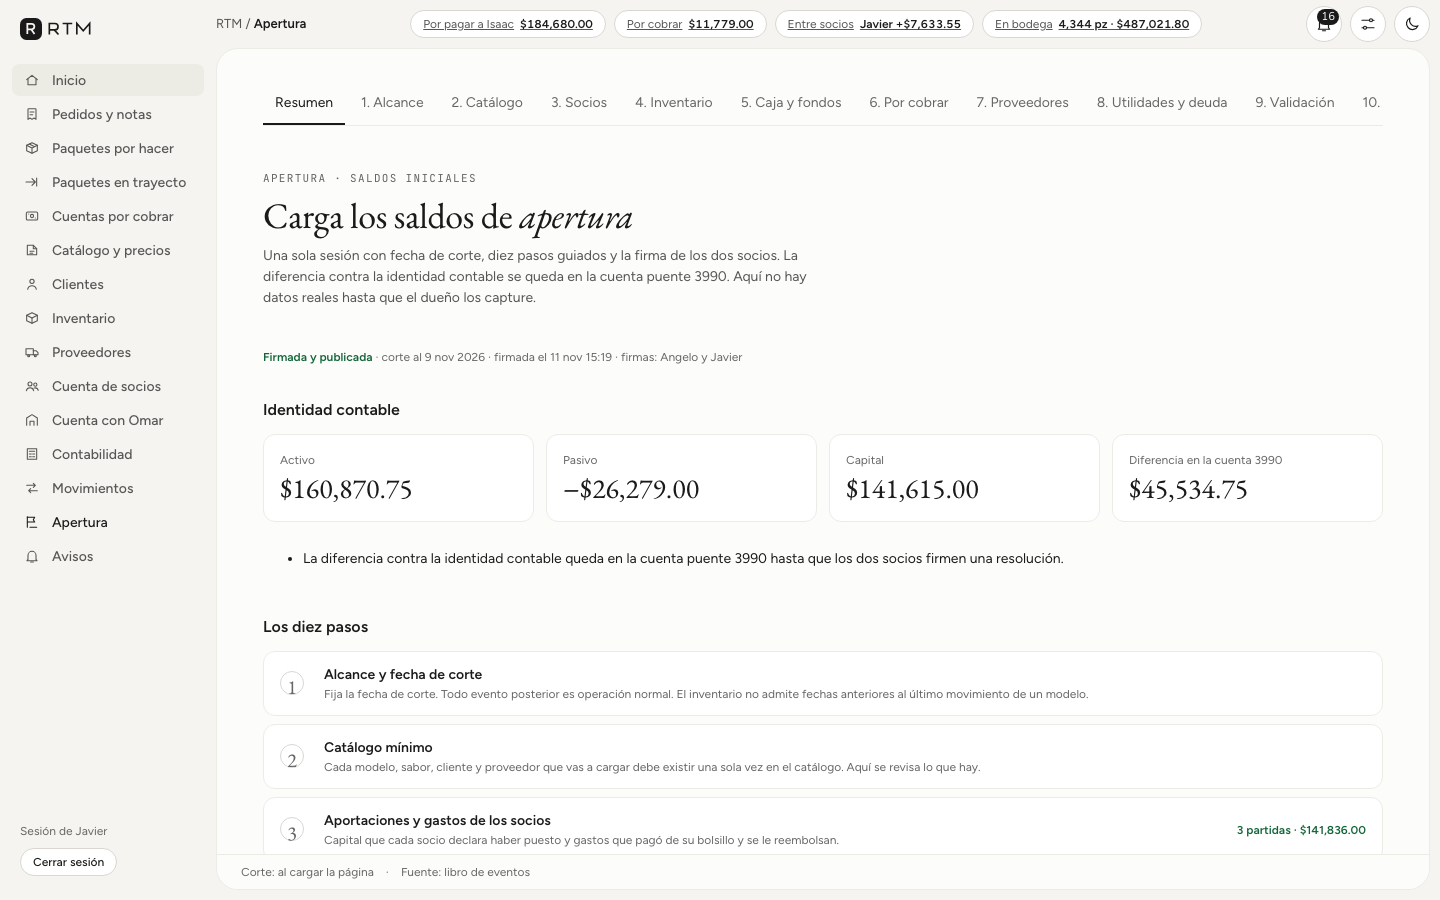 R RTM
RTM / Apertura
Por pagar a Isaac $184,680.00
Por cobrar $11,779.00
Entre socios Javier +$7,633.55
En bodega 4,344 pz · $487,021.80
16
Inicio
Pedidos y notas
Paquetes por hacer
Paquetes en trayecto
Cuentas por cobrar
Catálogo y precios
Clientes
Inventario
Proveedores
Cuenta de socios
Cuenta con Omar
Contabilidad
Movimientos
Apertura
Avisos
Sesión de Javier
Cerrar sesión
Resumen 1. Alcance 2. Catálogo 3. Socios 4. Inventario 5. Caja y fondos 6. Por cobrar 7. Proveedores 8. Utilidades y deuda 9. Validación 10.
APERTURA · SALDOS INICIALES
Carga los saldos de apertura
Una sola sesión con fecha de corte, diez pasos guiados y la firma de los dos socios. La
diferencia contra la identidad contable se queda en la cuenta puente 3990. Aquí no hay
datos reales hasta que el dueño los capture.
Firmada y publicada · corte al 9 nov 2026 · firmada el 11 nov 15:19 · firmas: Angelo y Javier
Identidad contable
Activo
$160,870.75
Pasivo
−$26,279.00
Capital
$141,615.00
Diferencia en la cuenta 3990
$45,534.75
• La diferencia contra la identidad contable queda en la cuenta puente 3990 hasta que los dos socios firmen una resolución.
Los diez pasos
1
Alcance y fecha de corte
Fija la fecha de corte. Todo evento posterior es operación normal. El inventario no admite fechas anteriores al último movimiento de un modelo.
2
Catálogo mínimo
Cada modelo, sabor, cliente y proveedor que vas a cargar debe existir una sola vez en el catálogo. Aquí se revisa lo que hay.
3
Aportaciones y gastos de los socios
Capital que cada socio declara haber puesto y gastos que pagó de su bolsillo y se le reembolsan.
3 partidas · $141,836.00
Corte: al cargar la página · Fuente: libro de eventos